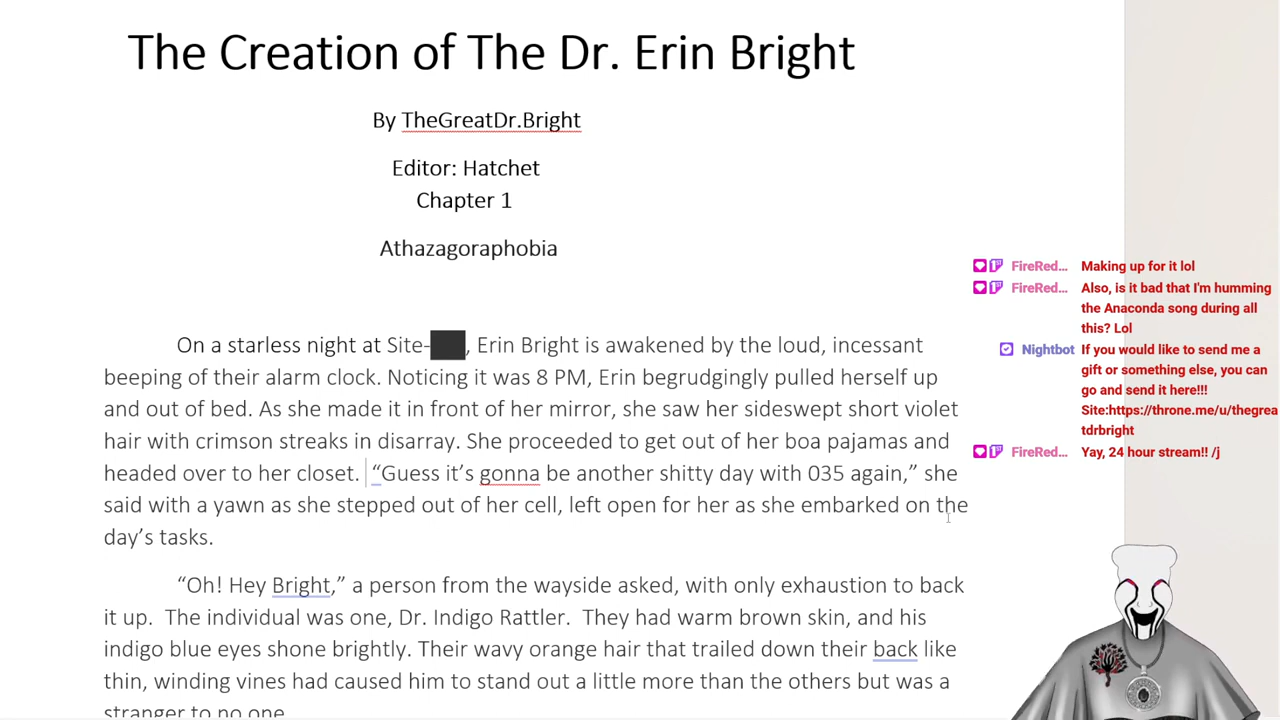 The Creation of The Dr. Erin Bright
By TheGreatDr.Bright
Editor: Hatchet
Chapter 1
Athazagoraphobia
On a starless night at Site-███, Erin Bright is awakened by the loud, incessant
beeping of their alarm clock. Noticing it was 8 PM, Erin begrudgingly pulled herself up
and out of bed. As she made it in front of her mirror, she saw her sideswept short violet
hair with crimson streaks in disarray. She proceeded to get out of her boa pajamas and
headed over to her closet. “Guess it’s gonna be another shitty day with 035 again,” she
said with a yawn as she stepped out of her cell, left open for her as she embarked on the
day’s tasks.
“Oh! Hey Bright,” a person from the wayside asked, with only exhaustion to back
it up. The individual was one, Dr. Indigo Rattler. They had warm brown skin, and his
indigo blue eyes shone brightly. Their wavy orange hair that trailed down their back like
thin, winding vines had caused him to stand out a little more than the others but was a
stranger to no one.
FireRed... Making up for it lol
FireRed... Also, is it bad that I'm humming
the Anaconda song during all
this? Lol
Nightbot If you would like to send me a
gift or something else, you can
go and send it here!!!
Site:https://throne.me/u/thegrea
tdrbright
FireRed... Yay, 24 hour stream!! /j